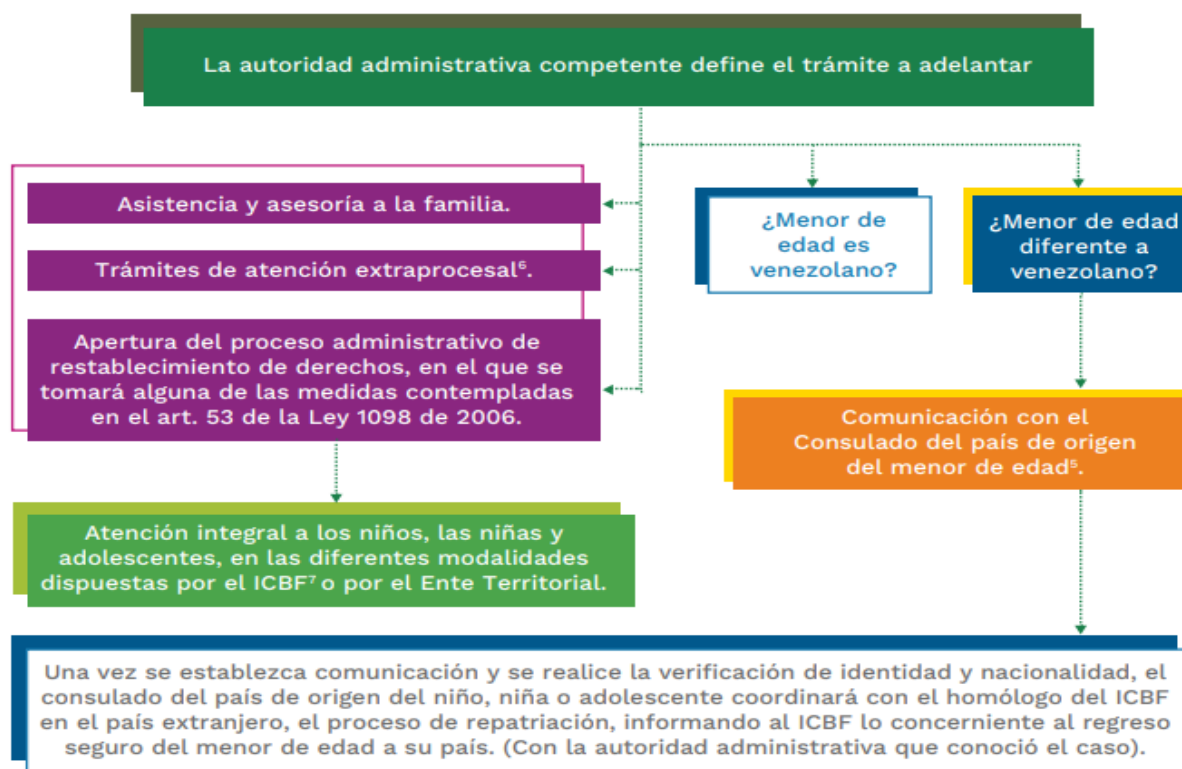 La autoridad administrativa competente define el trámite a adelantar
Asistencia y asesoría a la familia.
Trámites de atención extraprocesal⁶.
Apertura del proceso administrativo de
restablecimiento de derechos, en el que se
tomará alguna de las medidas contempladas
en el art. 53 de la Ley 1098 de 2006.
Atención integral a los niños, las niñas y
adolescentes, en las diferentes modalidades
dispuestas por el ICBF⁷ o por el Ente Territorial.
¿Menor de
edad es
venezolano?
¿Menor de edad
diferente a
venezolano?
Comunicación con el
Consulado del país de origen
del menor de edad⁵.
Una vez se establezca comunicación y se realice la verificación de identidad y nacionalidad, el
consulado del país de origen del niño, niña o adolescente coordinará con el homólogo del ICBF
en el país extranjero, el proceso de repatriación, informando al ICBF lo concerniente al regreso
seguro del menor de edad a su país. (Con la autoridad administrativa que conoció el caso).